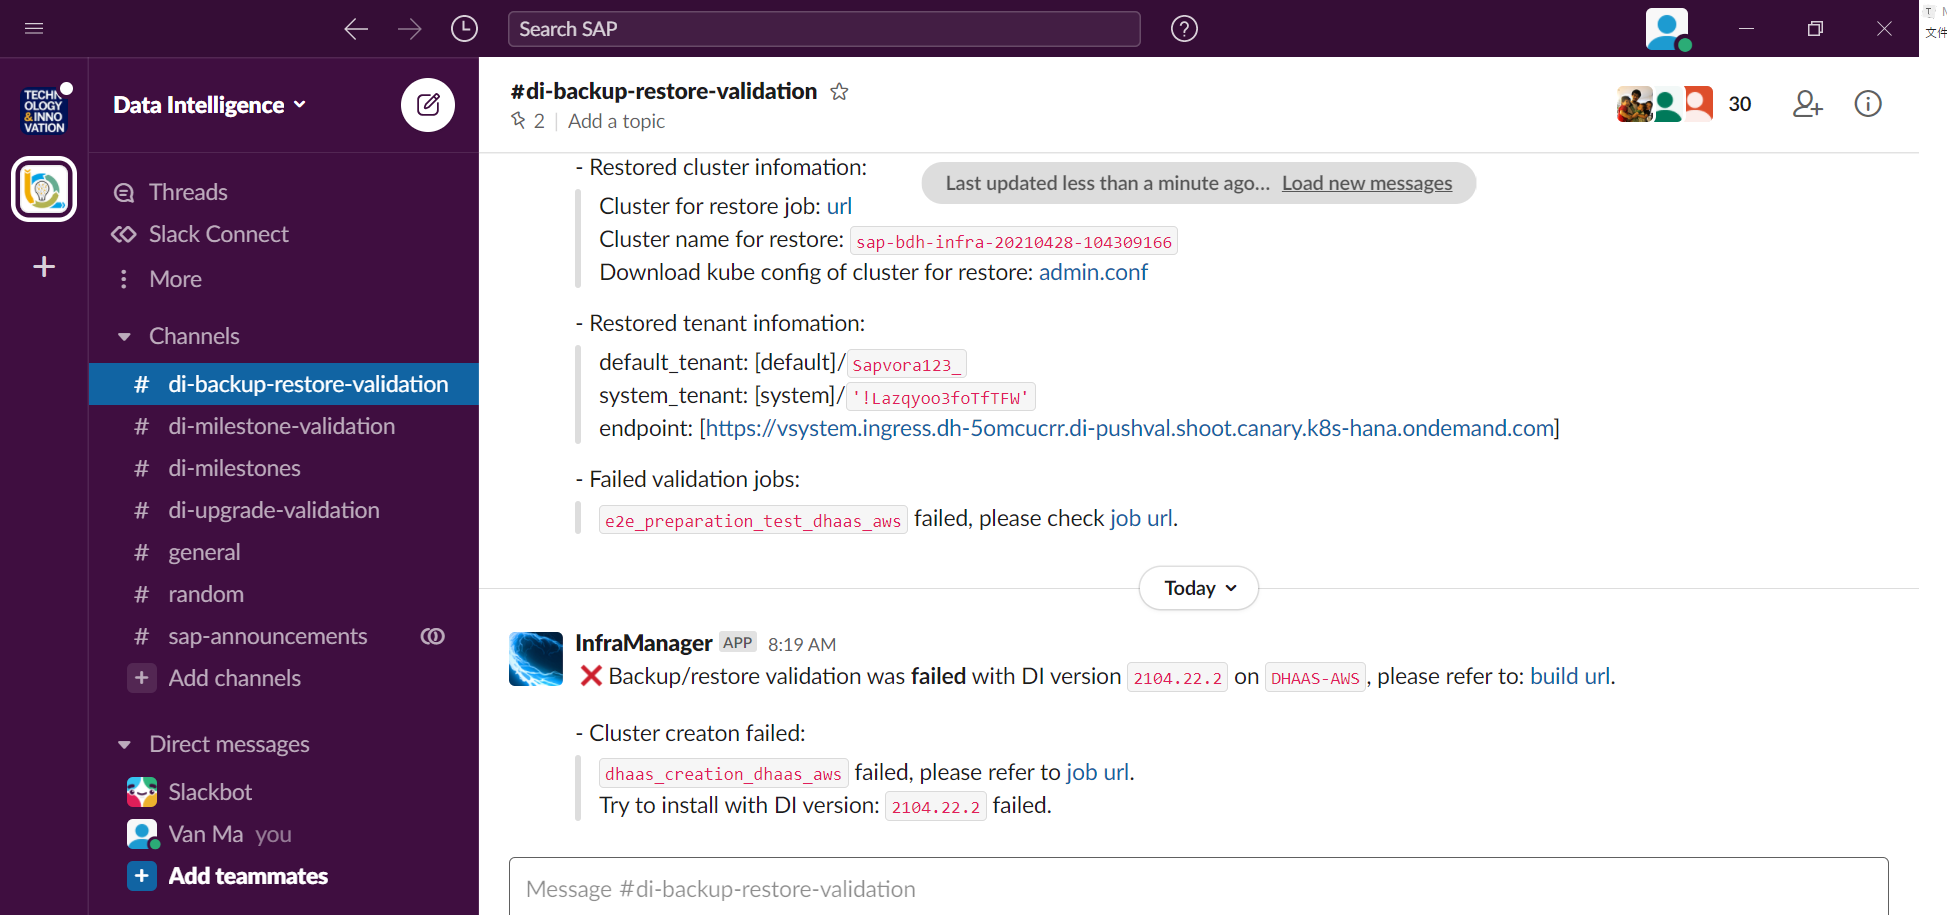 Search SAP
T
文件
TECHN
OLOGY
&INNO
VATION
Data Intelligence
Threads
Slack Connect
More
Channels
# di-backup-restore-validation
# di-milestone-validation
# di-milestones
# di-upgrade-validation
# general
# random
# sap-announcements
+ Add channels
Direct messages
Slackbot
Van Ma you
+ Add teammates
#di-backup-restore-validation
2 | Add a topic
30
- Restored cluster infomation:
Last updated less than a minute ago... Load new messages
Cluster for restore job: url
Cluster name for restore: sap-bdh-infra-20210428-104309166
Download kube config of cluster for restore: admin.conf
- Restored tenant infomation:
default_tenant: [default]/Sapvora123_
system_tenant: [system]/'!Lazqyoo3foTfTFW'
endpoint: [https://vsystem.ingress.dh-5omcucrr.di-pushval.shoot.canary.k8s-hana.ondemand.com]
- Failed validation jobs:
e2e_preparation_test_dhaas_aws failed, please check job url.
Today
InfraManager APP 8:19 AM
❌ Backup/restore validation was failed with DI version 2104.22.2 on DHAAS-AWS, please refer to: build url.
- Cluster creaton failed:
dhaas_creation_dhaas_aws failed, please refer to job url.
Try to install with DI version: 2104.22.2 failed.
Message #di-backup-restore-validation